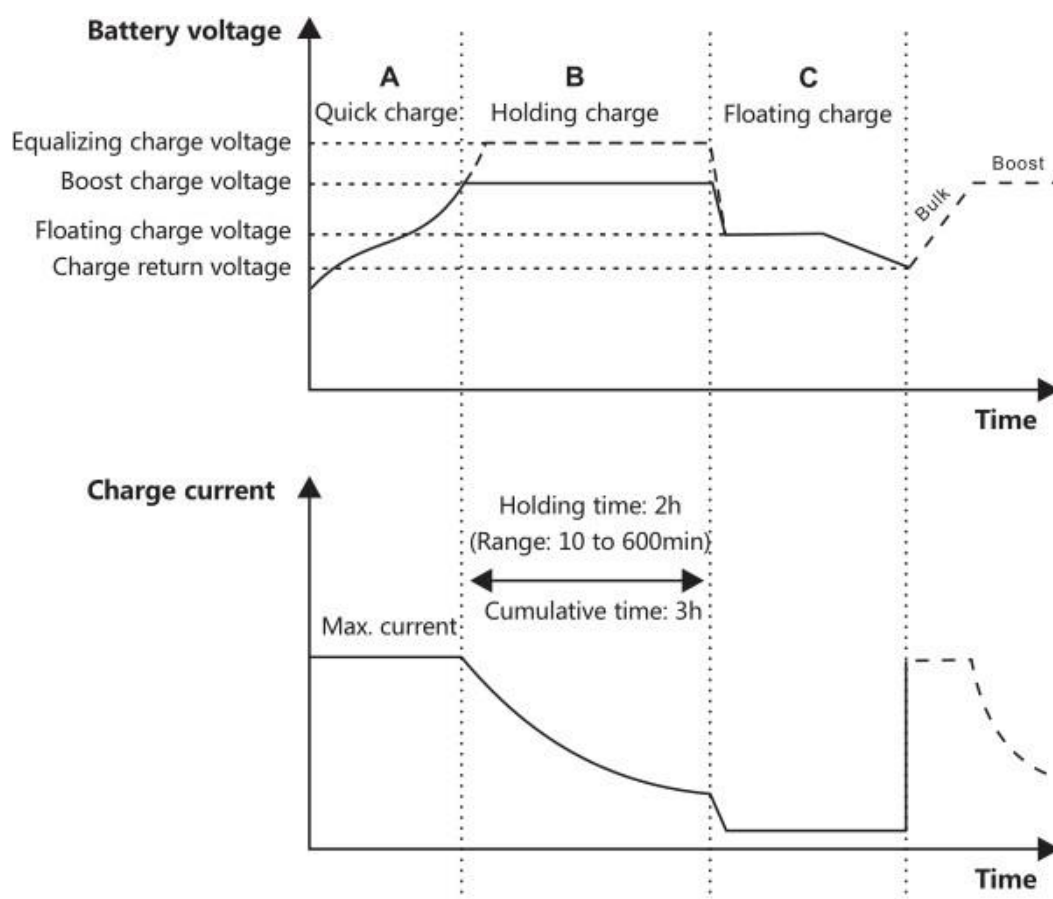 Battery voltage
A
B
C
Quick charge
Holding charge
Floating charge
Equalizing charge voltage
Boost charge voltage
Floating charge voltage
Charge return voltage
Bulk
Boost
Time
Charge current
Holding time: 2h
(Range: 10 to 600min)
Cumulative time: 3h
Max. current
Time